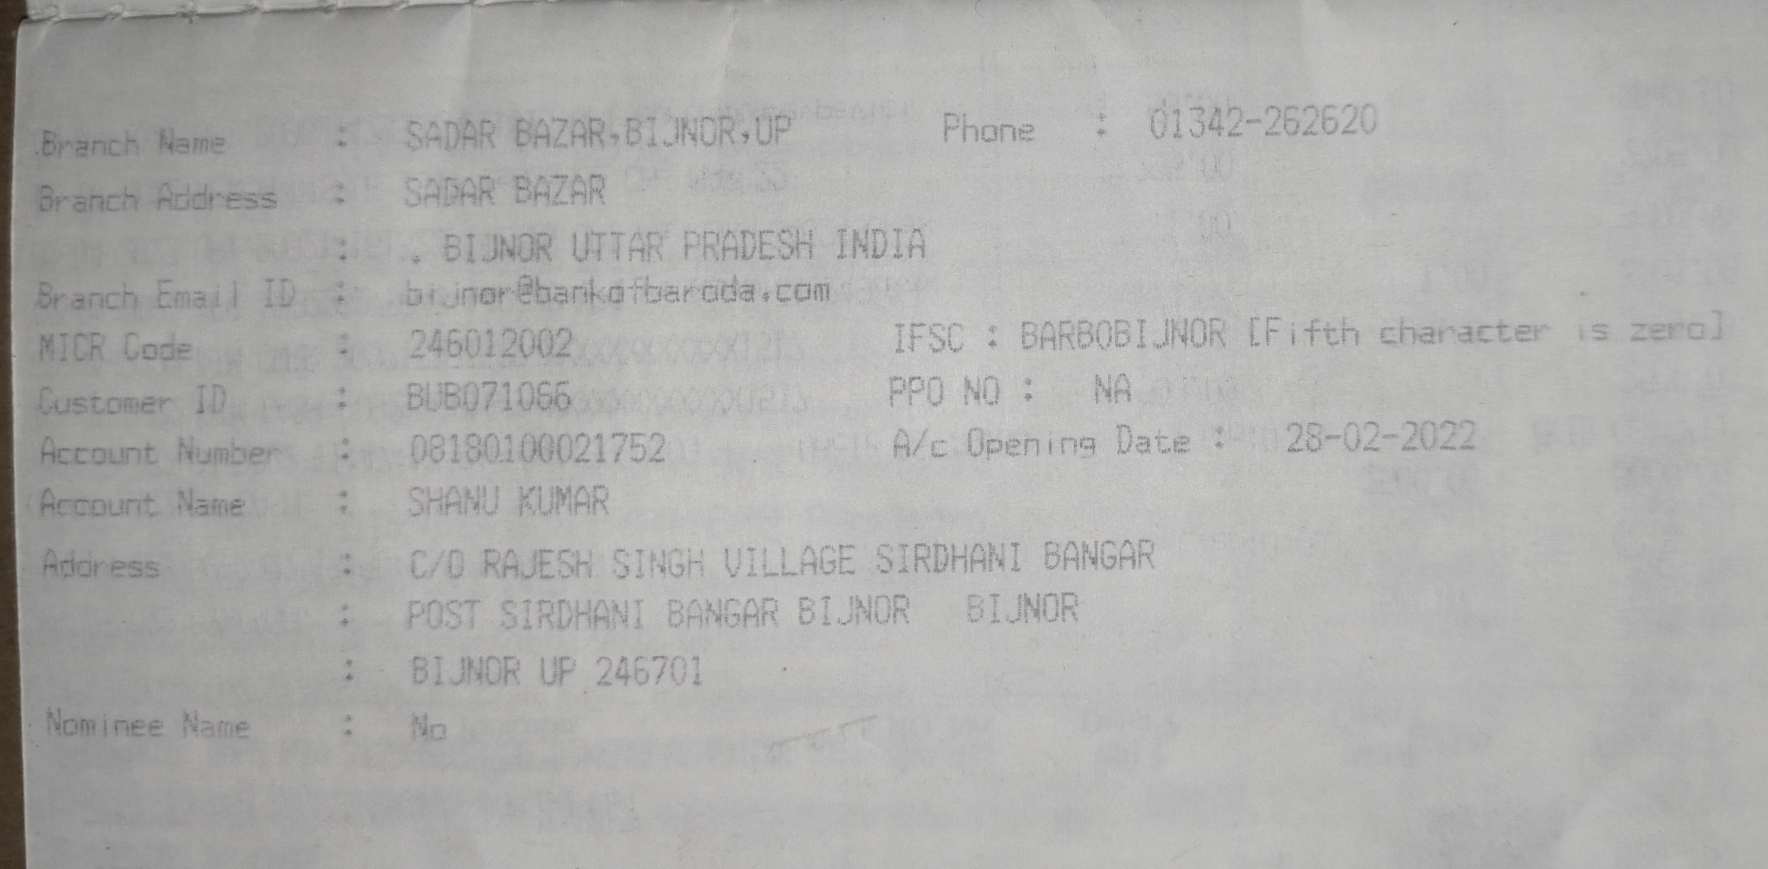 Branch Name : SADAR BAZAR,BIJNOR,UP Phone : 01342-262620
Branch Address : SADAR BAZAR
: . BIJNOR UTTAR PRADESH INDIA
Branch Email ID : bijnor@bankofbaroda.com
MICR Code : 246012002 IFSC : BARB0BIJNOR [Fifth character is zero]
Customer ID : BUB071066 PPO NO : NA
Account Number : 08180100021752 A/c Opening Date : 28-02-2022
Account Name : SHANU KUMAR
Address : C/O RAJESH SINGH VILLAGE SIRDHANI BANGAR
: POST SIRDHANI BANGAR BIJNOR BIJNOR
: BIJNOR UP 246701
Nominee Name : No